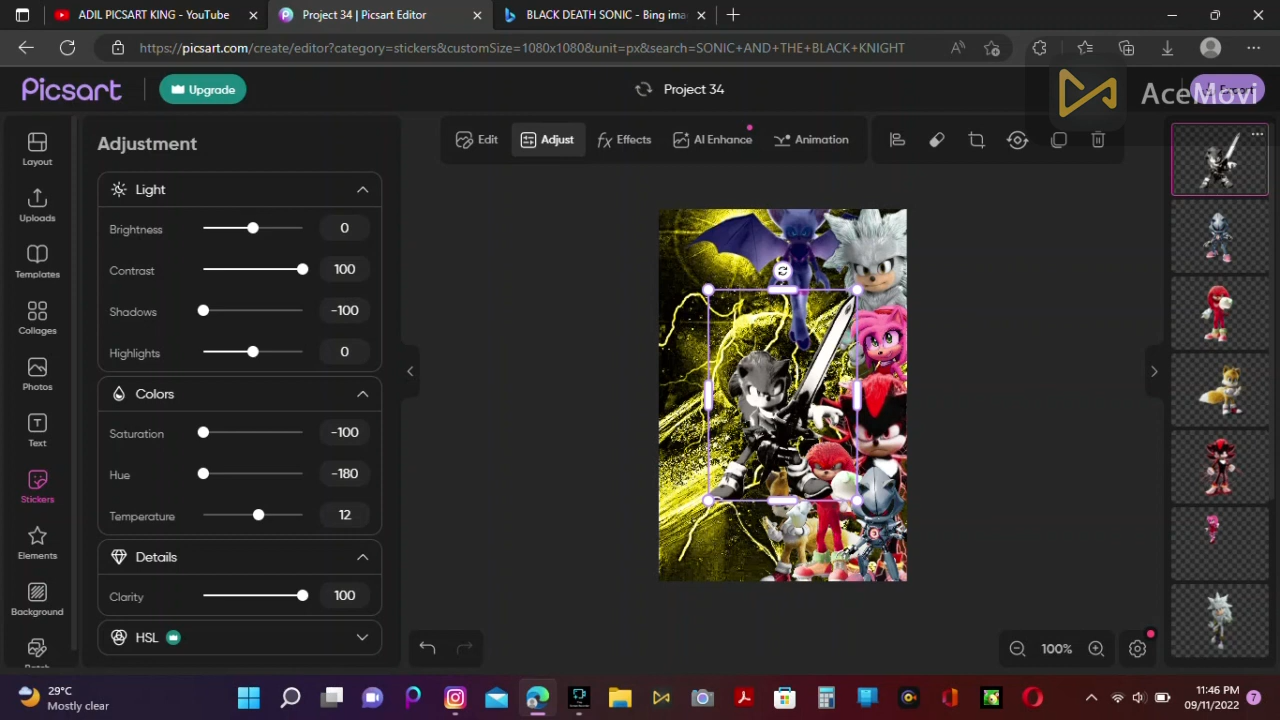 ADIL PICSART KING - YouTube
Project 34 | Picsart Editor
BLACK DEATH SONIC - Bing ima
https://picsart.com/create/editor?category=stickers&customSize=1080x1080&unit=px&search=SONIC+AND+THE+BLACK+KNIGHT
Picsart
Upgrade
Project 34
AceMovi
Adjustment
Edit
Adjust
Effects
AI Enhance
Animation
Layout
Uploads
Templates
Collages
Photos
Text
Stickers
Elements
Background
Batch
Light
Brightness 0
Contrast 100
Shadows -100
Highlights 0
Colors
Saturation -100
Hue -180
Temperature 12
Details
Clarity 100
HSL
100%
29°C
Mostly clear
11:46 PM
09/11/2022
7